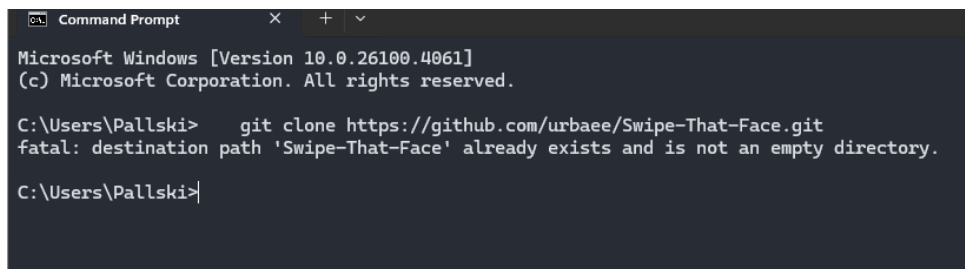 Command Prompt
Microsoft Windows [Version 10.0.26100.4061]
(c) Microsoft Corporation. All rights reserved.
C:\Users\Pallski>    git clone https://github.com/urbaee/Swipe-That-Face.git
fatal: destination path 'Swipe-That-Face' already exists and is not an empty directory.
C:\Users\Pallski>